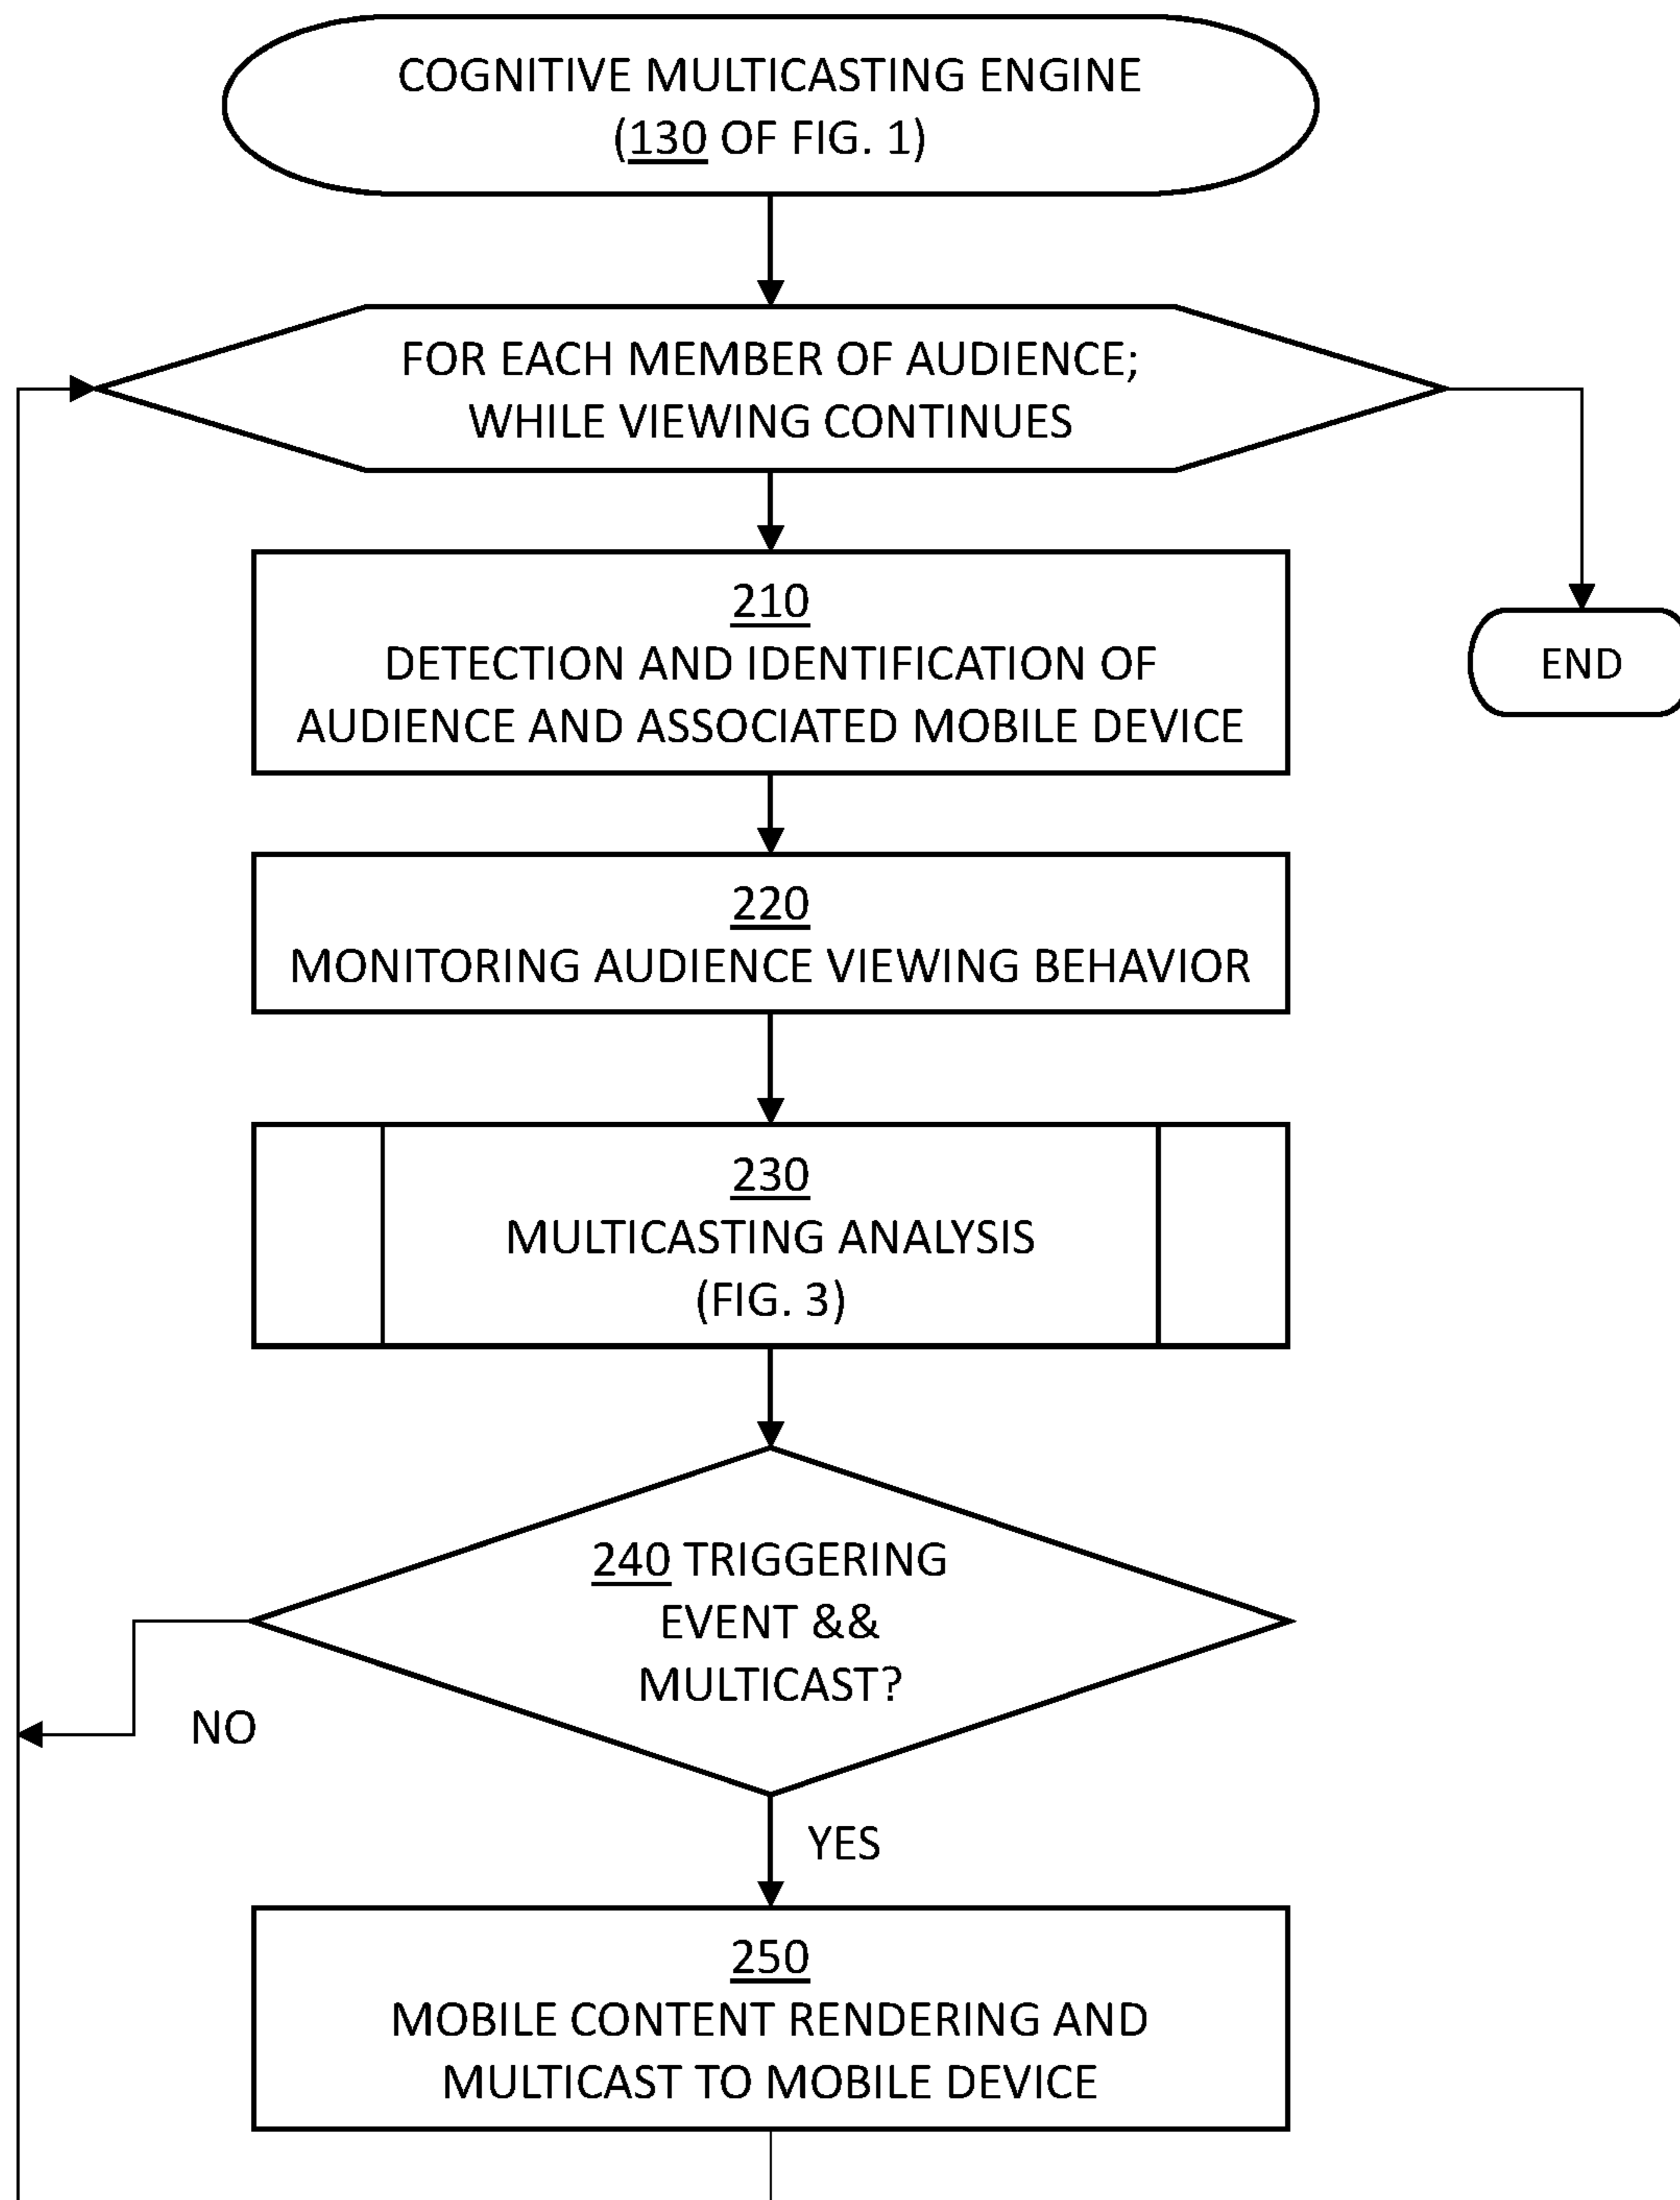 COGNITIVE MULTICASTING ENGINE
(130 OF FIG. 1)
FOR EACH MEMBER OF AUDIENCE;
WHILE VIEWING CONTINUES
210
DETECTION AND IDENTIFICATION OF
AUDIENCE AND ASSOCIATED MOBILE DEVICE
END
220
MONITORING AUDIENCE VIEWING BEHAVIOR
230
MULTICASTING ANALYSIS
(FIG. 3)
240 TRIGGERING
EVENT &&
MULTICAST?
NO
YES
250
MOBILE CONTENT RENDERING AND
MULTICAST TO MOBILE DEVICE